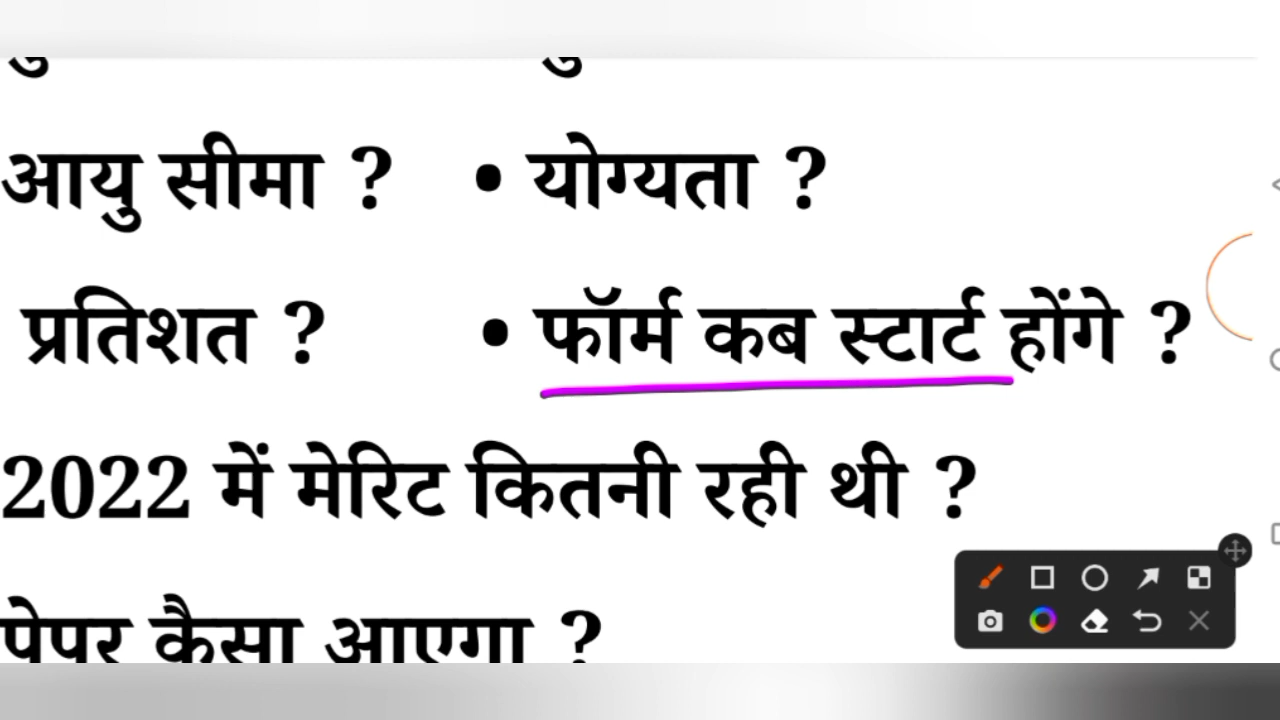 आयु सीमा ? • योग्यता ?
प्रतिशत ? • फॉर्म कब स्टार्ट होंगे ?
2022 में मेरिट कितनी रही थी ?
पेपर कैसा आएगा ?